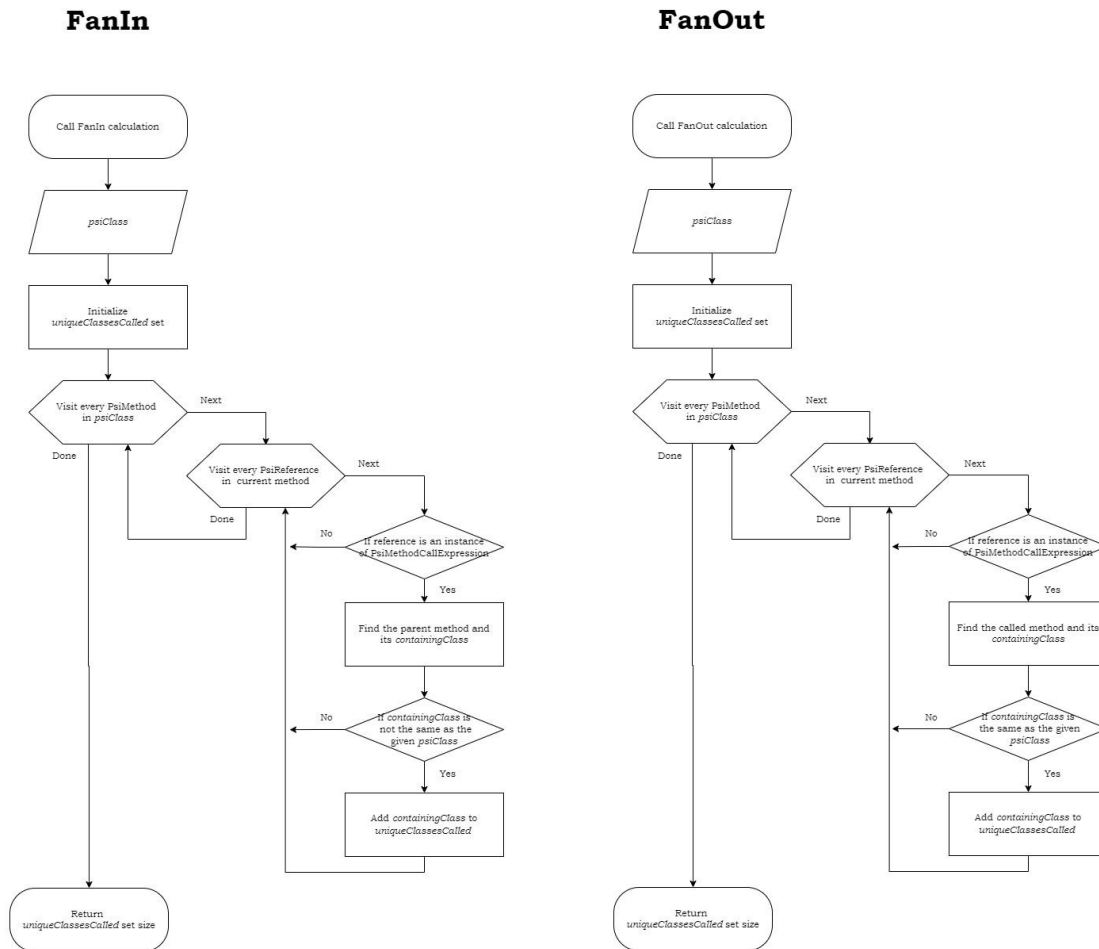 FanIn
Call FanIn calculation
psiClass
Initialize
uniqueClassesCalled set
Visit every PsiMethod
in psiClass
Next
Done
Visit every PsiReference
in current method
Next
Done
If reference is an instance
of PsiMethodCallExpression
No
Yes
Find the parent method and
its containingClass
If containingClass is
not the same as the
given psiClass
No
Yes
Add containingClass to
uniqueClassesCalled
Return
uniqueClassesCalled set size
FanOut
Call FanOut calculation
psiClass
Initialize
uniqueClassesCalled set
Visit every PsiMethod
in psiClass
Next
Done
Visit every PsiReference
in current method
Next
Done
If reference is an instance
of PsiMethodCallExpression
No
Yes
Find the called method and its
containingClass
If containingClass is
the same as the given
psiClass
No
Yes
Add containingClass to
uniqueClassesCalled
Return
uniqueClassesCalled set size